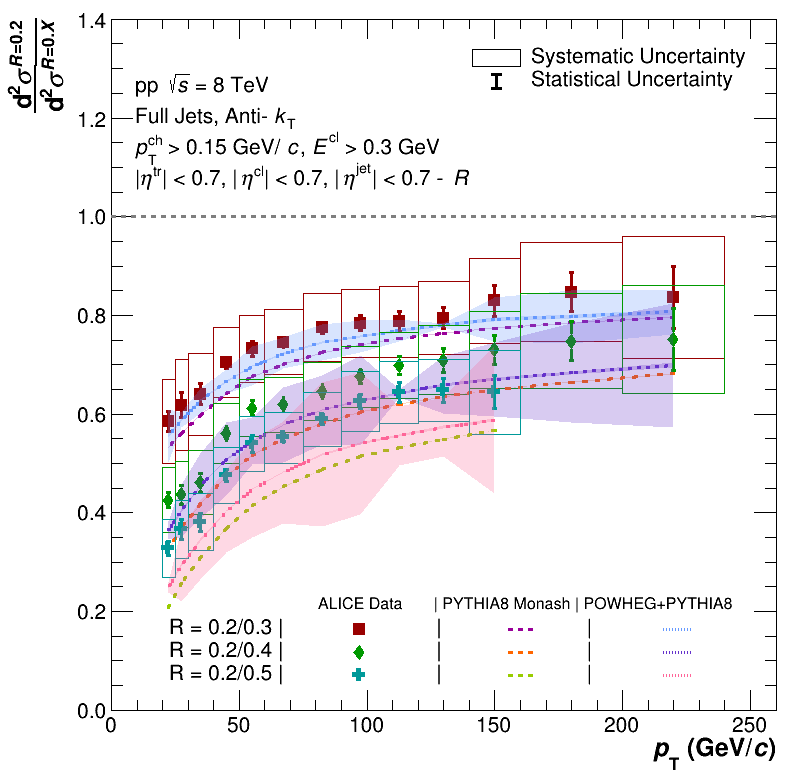 d²σ^R=0.2
d²σ^R=0.X
1.4
Systematic Uncertainty
Statistical Uncertainty
pp √s = 8 TeV
Full Jets, Anti- k_T
1.2
p_T^ch > 0.15 GeV/ c, E^cl > 0.3 GeV
|η^tr| < 0.7, |η^cl| < 0.7, |η^jet| < 0.7 - R
1.0
0.8
0.6
0.4
0.2
ALICE Data | PYTHIA8 Monash | POWHEG+PYTHIA8
R = 0.2/0.3 | | |
R = 0.2/0.4 | | |
R = 0.2/0.5 | | |
0.0
0 50 100 150 200 250
p_T (GeV/c)